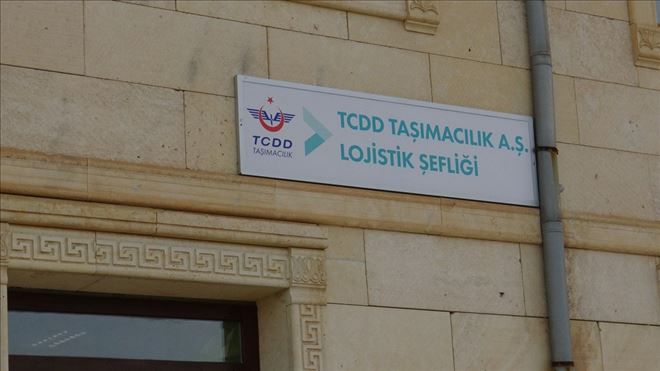 TCDD
TAŞIMACILIK
TCDD TAŞIMACILIK A.Ş.
LOJİSTİK ŞEFLİĞİ